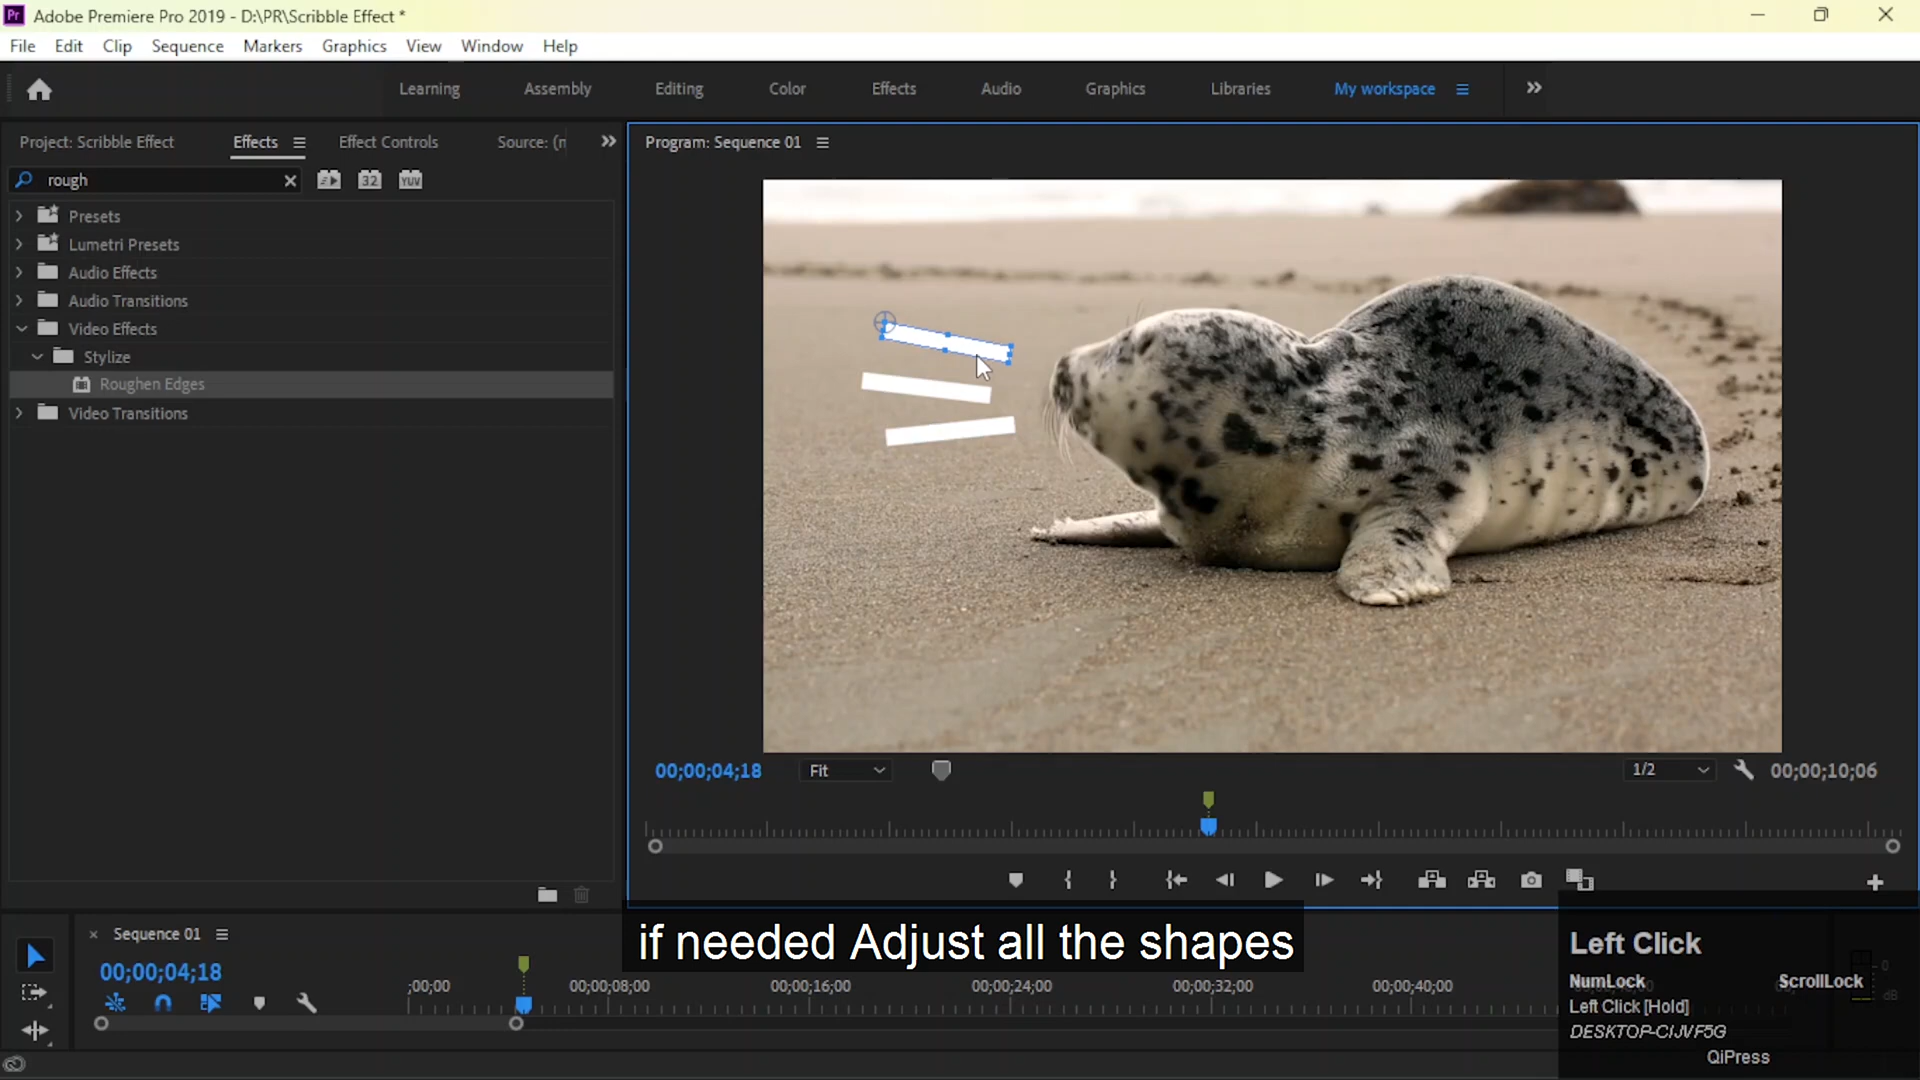 Adobe Premiere Pro 2019 - D:\PR\Scribble Effect *
File Edit Clip Sequence Markers Graphics View Window Help
Learning Assembly Editing Color Effects Audio Graphics Libraries My workspace
Project: Scribble Effect Effects Effect Controls Source: (n
Program: Sequence 01
rough
32 YUV
Presets
Lumetri Presets
Audio Effects
Audio Transitions
Video Effects
Stylize
Roughen Edges
Video Transitions
00;00;04;18 Fit 1/2 00;00;10;06
Sequence 01
00;00;04;18
;00;00 00;00;08;00 00;00;16;00 00;00;24;00 00;00;32;00 00;00;40;00
if needed Adjust all the shapes
Left Click
NumLock ScrollLock
Left Click [Hold]
DESKTOP-CIJVF5G
QiPress